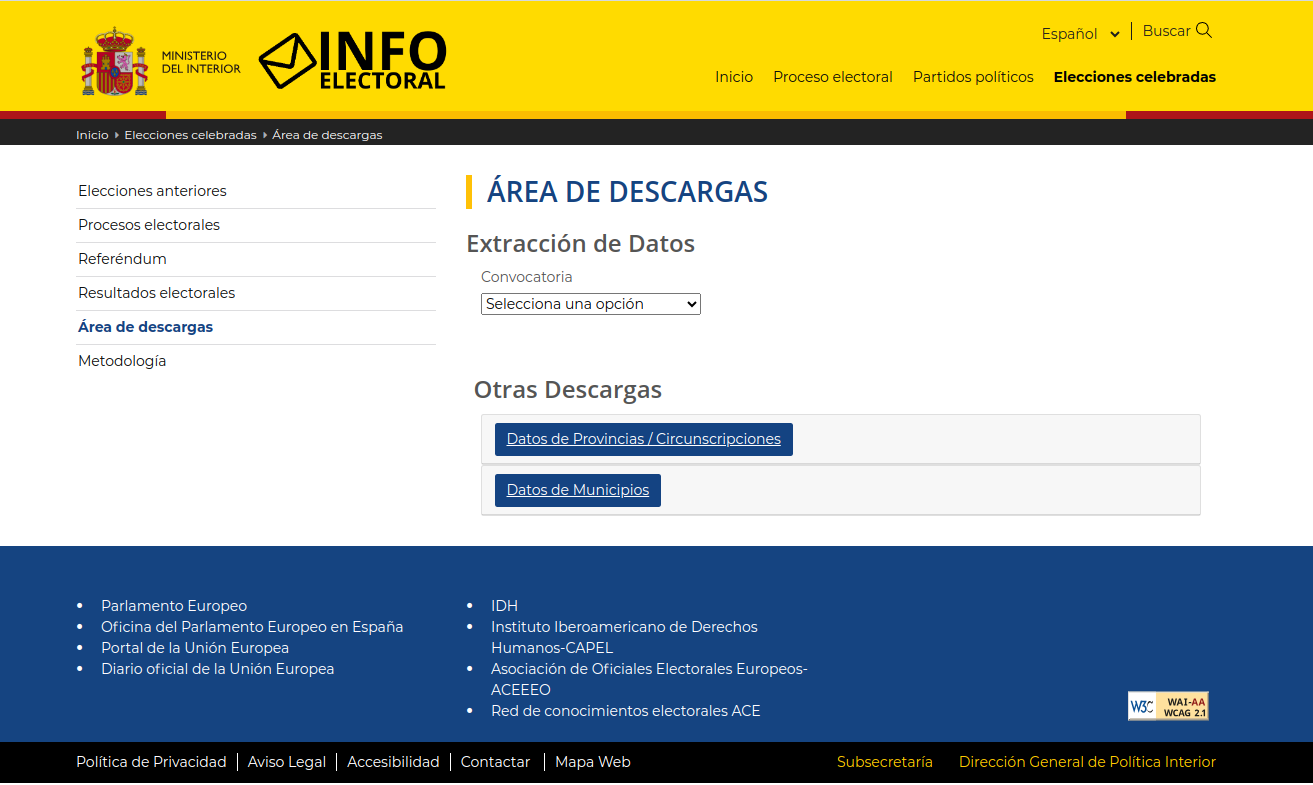 MINISTERIO
DEL INTERIOR
INFO
ELECTORAL
Español
Buscar
Inicio
Proceso electoral
Partidos políticos
Elecciones celebradas
Inicio
Elecciones celebradas
Área de descargas
Elecciones anteriores
Procesos electorales
Referéndum
Resultados electorales
Área de descargas
Metodología
ÁREA DE DESCARGAS
Extracción de Datos
Convocatoria
Selecciona una opción
Otras Descargas
Datos de Provincias / Circunscripciones
Datos de Municipios
Parlamento Europeo
Oficina del Parlamento Europeo en España
Portal de la Unión Europea
Diario oficial de la Unión Europea
IDH
Instituto Iberoamericano de Derechos
Humanos-CAPEL
Asociación de Oficiales Electorales Europeos-
ACEEEO
Red de conocimientos electorales ACE
W3C WAI-AA
WCAG 2.1
Política de Privacidad
Aviso Legal
Accesibilidad
Contactar
Mapa Web
Subsecretaría
Dirección General de Política Interior